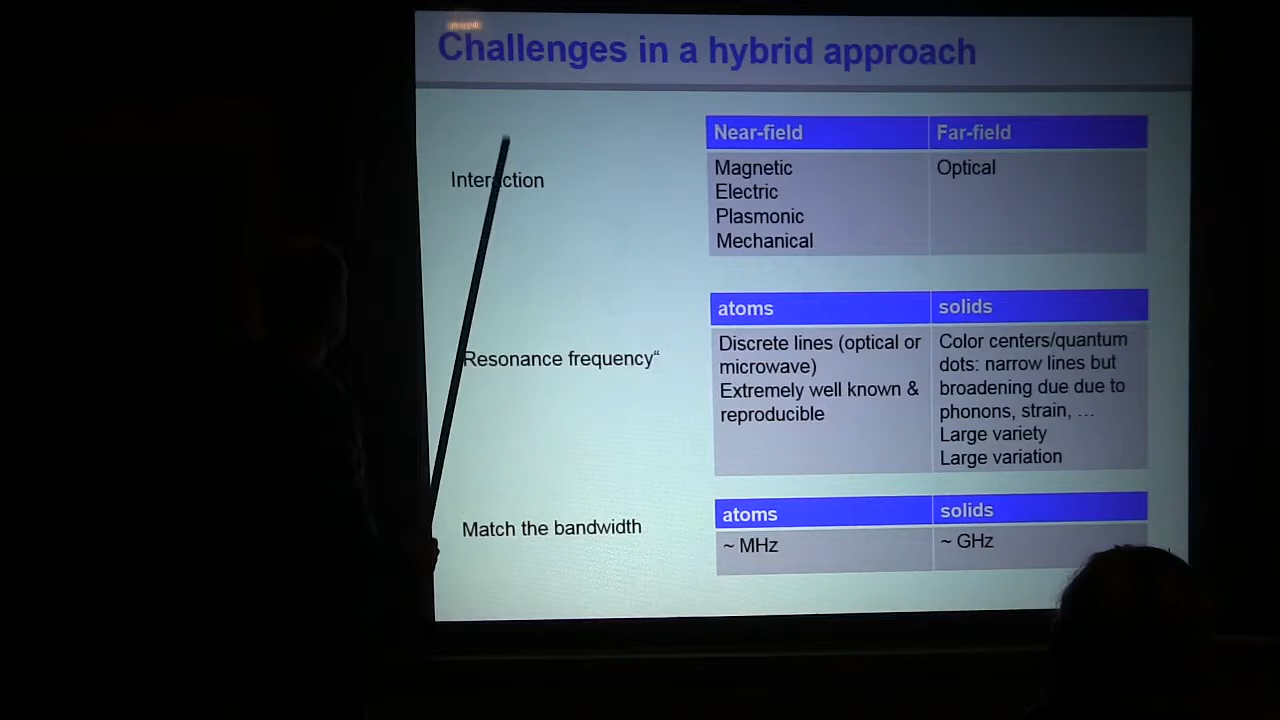 Challenges in a hybrid approach
Interaction
Near-field Far-field
Magnetic Optical
Electric
Plasmonic
Mechanical
Resonance frequency“
atoms solids
Discrete lines (optical or
microwave)
Extremely well known &
reproducible
Color centers/quantum
dots: narrow lines but
broadening due due to
phonons, strain, ...
Large variety
Large variation
Match the bandwidth
atoms solids
~ MHz ~ GHz